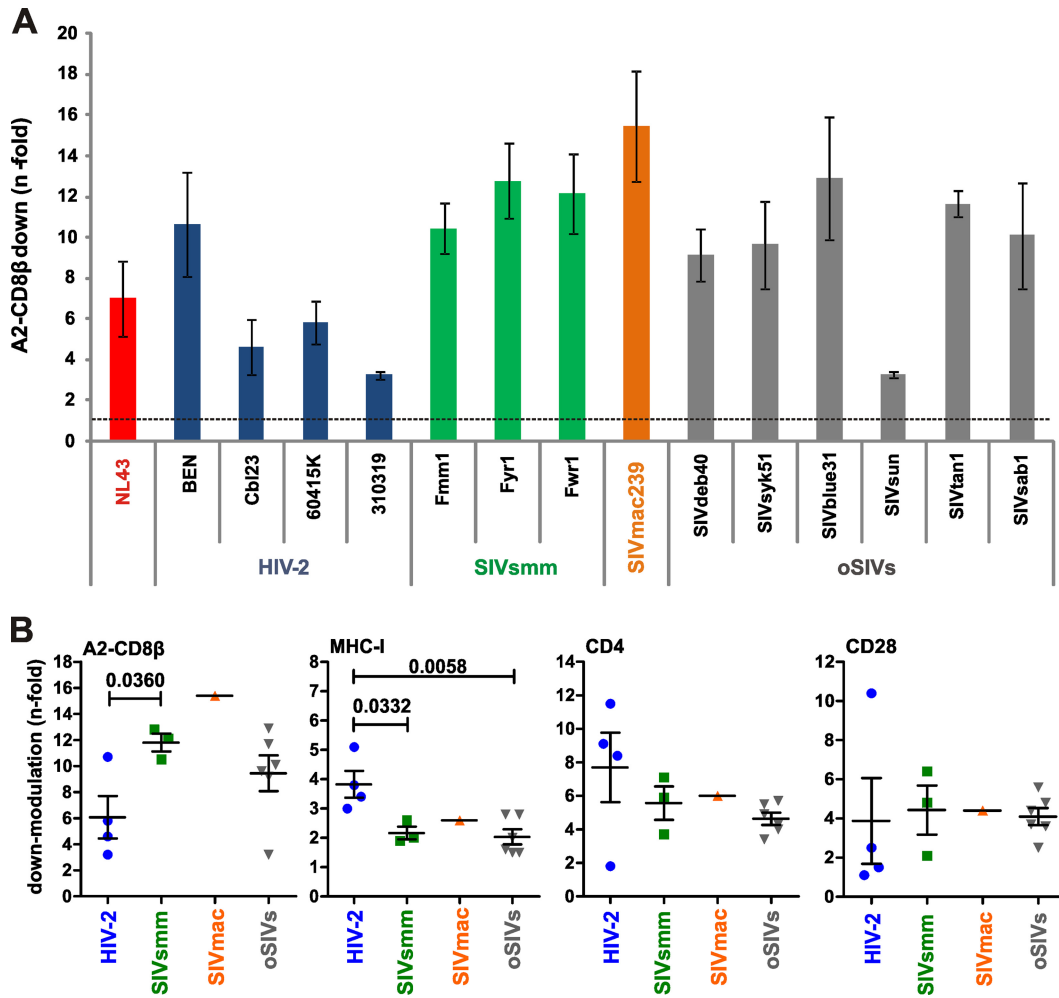 A
A2-CD8β down (n-fold)
20
18
16
14
12
10
8
6
4
2
0
NL4-3
BEN
Cbl23
60415K
310319
Fmm1
Fyr1
Fwr1
SIVmac239
SIVdeb40
SIVsyk51
SIVblue31
SIVsun
SIVtan1
SIVsab1
HIV-2
SIVsmm
oSIVs
B
down-modulation (n-fold)
A2-CD8β
18
16
14
12
10
8
6
4
2
0
0.0360
HIV-2
SIVsmm
SIVmac
oSIVs
MHC-I
8
7
6
5
4
3
2
1
0
0.0058
0.0332
HIV-2
SIVsmm
SIVmac
oSIVs
CD4
14
12
10
8
6
4
2
0
HIV-2
SIVsmm
SIVmac
oSIVs
CD28
12
10
8
6
4
2
0
HIV-2
SIVsmm
SIVmac
oSIVs